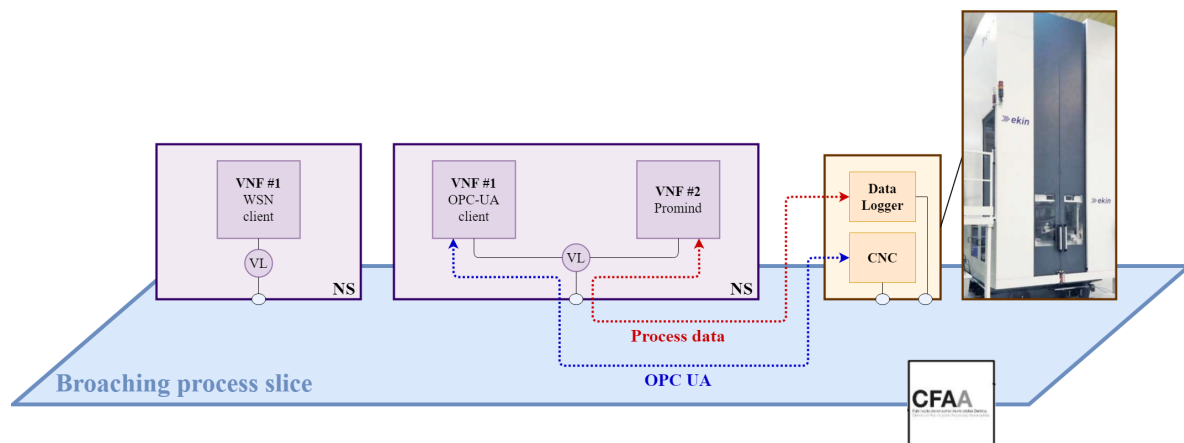 VNF #1
WSN
client
VL
NS
VNF #1
OPC-UA
client
VNF #2
Promind
VL
NS
Data
Logger
CNC
ekin
ekin
Process data
OPC UA
Broaching process slice
CFAA